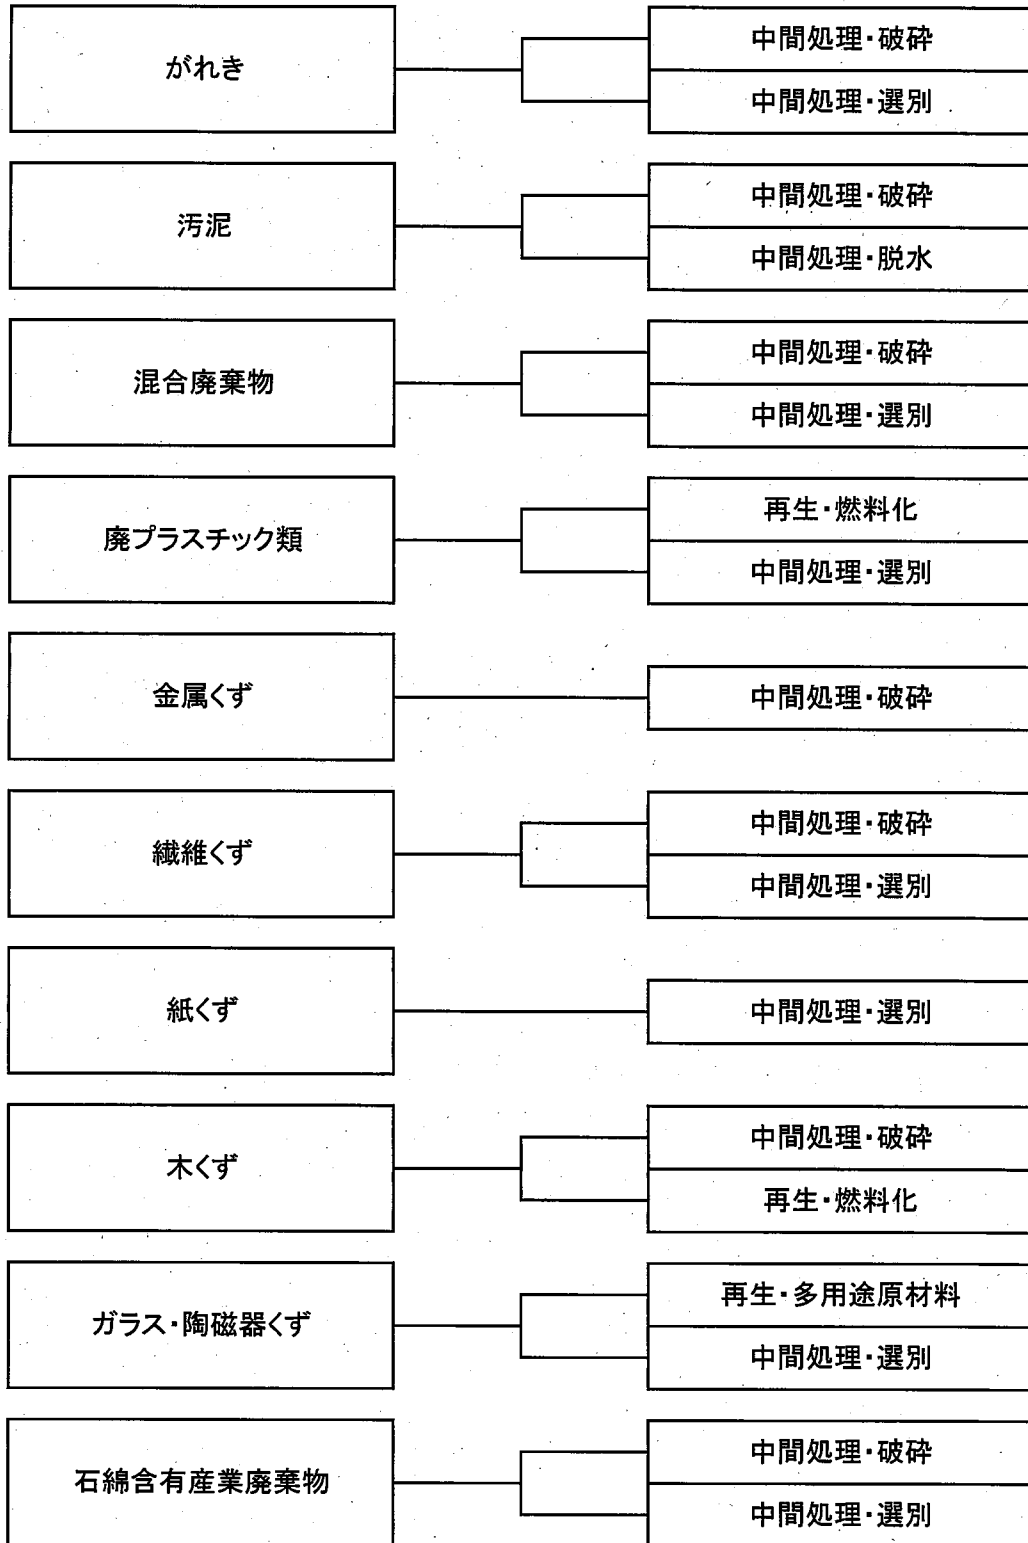 がれき
中間処理・破砕
中間処理・選別
汚泥
中間処理・破砕
中間処理・脱水
混合廃棄物
中間処理・破砕
中間処理・選別
廃プラスチック類
再生・燃料化
中間処理・選別
金属くず
中間処理・破砕
繊維くず
中間処理・破砕
中間処理・選別
紙くず
中間処理・選別
木くず
中間処理・破砕
再生・燃料化
ガラス・陶磁器くず
再生・多用途原材料
中間処理・選別
石綿含有産業廃棄物
中間処理・破砕
中間処理・選別